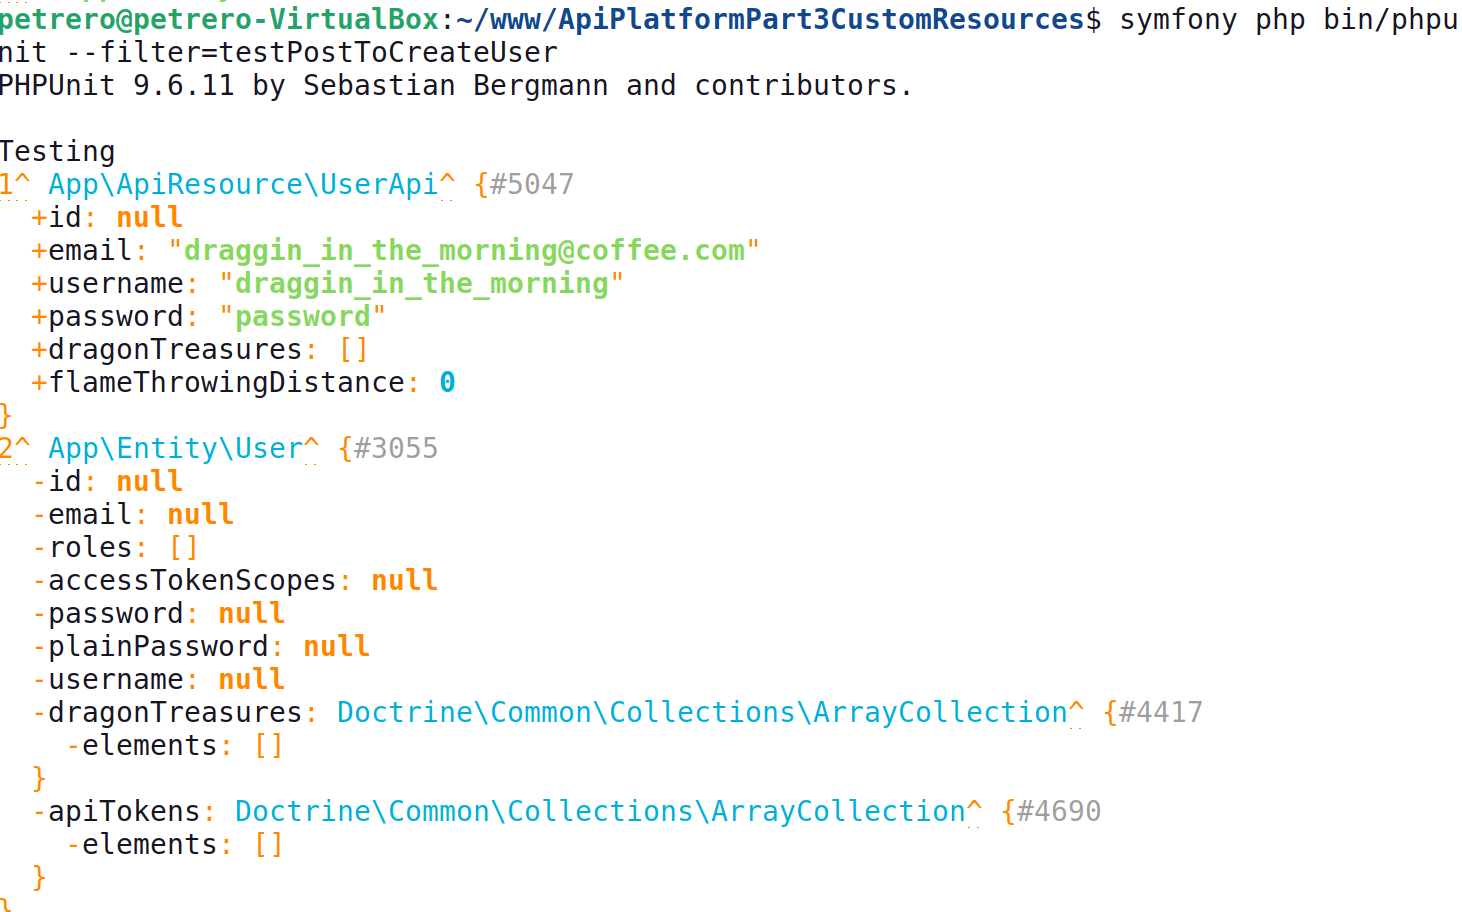 petrero@petrero-VirtualBox:~/www/ApiPlatformPart3CustomResources$ symfony php bin/phpu
nit --filter=testPostToCreateUser
PHPUnit 9.6.11 by Sebastian Bergmann and contributors.
Testing
1^ App\ApiResource\UserApi^ {#5047
  +id: null
  +email: "draggin_in_the_morning@coffee.com"
  +username: "draggin_in_the_morning"
  +password: "password"
  +dragonTreasures: []
  +flameThrowingDistance: 0
}
2^ App\Entity\User^ {#3055
  -id: null
  -email: null
  -roles: []
  -accessTokenScopes: null
  -password: null
  -plainPassword: null
  -username: null
  -dragonTreasures: Doctrine\Common\Collections\ArrayCollection^ {#4417
    -elements: []
  }
  -apiTokens: Doctrine\Common\Collections\ArrayCollection^ {#4690
    -elements: []
  }
}